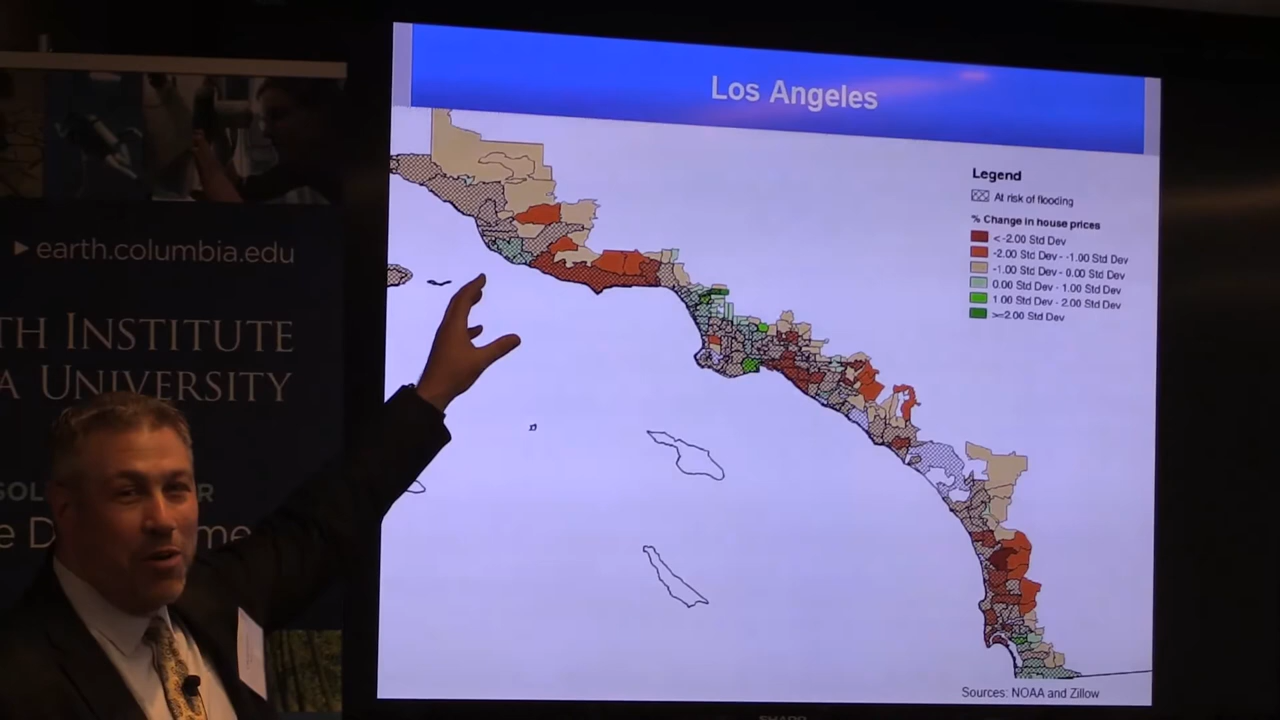 earth.columbia.edu
TH INSTITUTE
A UNIVERSITY
SOL R
e D me
Los Angeles
Legend
At risk of flooding
% Change in house prices
< -2.00 Std Dev
-2.00 Std Dev - -1.00 Std Dev
-1.00 Std Dev - 0.00 Std Dev
0.00 Std Dev - 1.00 Std Dev
1.00 Std Dev - 2.00 Std Dev
>=2.00 Std Dev
Sources: NOAA and Zillow
SHARP